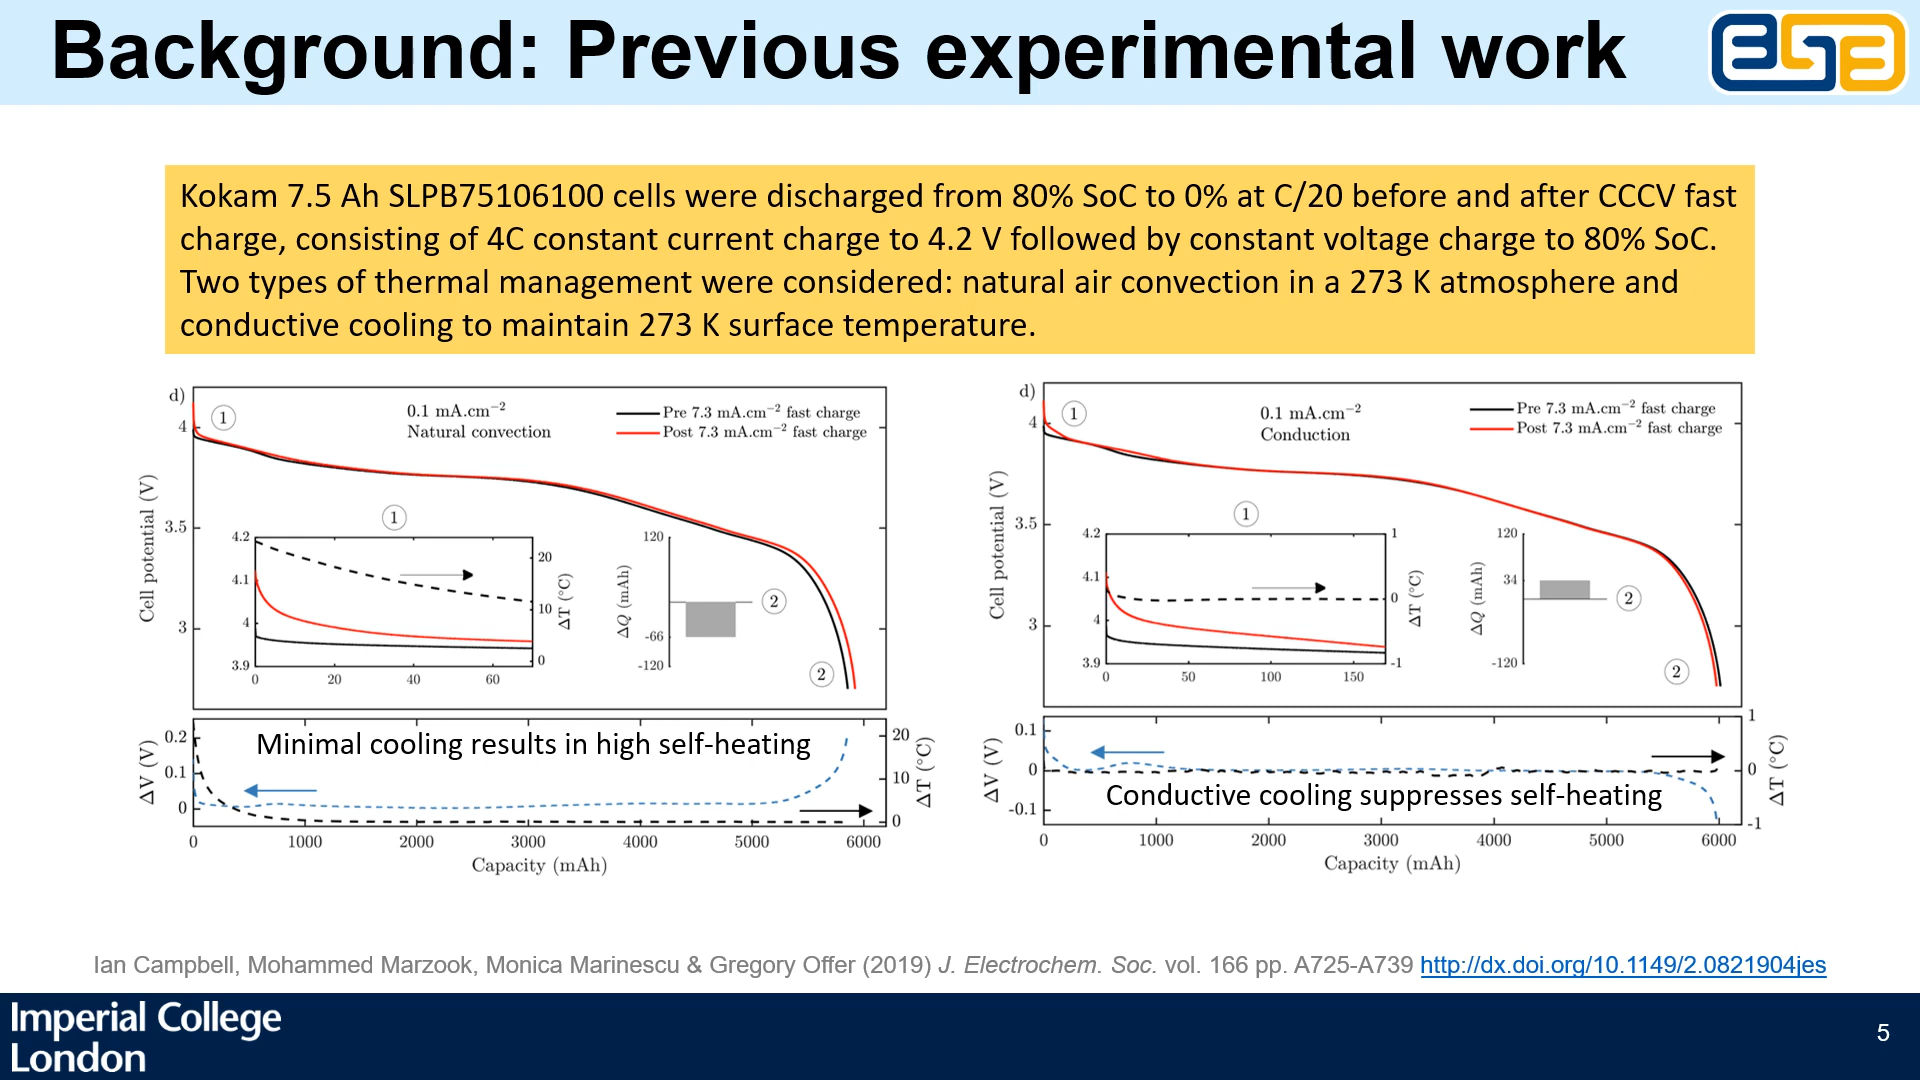 Background: Previous experimental work
Kokam 7.5 Ah SLPB75106100 cells were discharged from 80% SoC to 0% at C/20 before and after CCCV fast
charge, consisting of 4C constant current charge to 4.2 V followed by constant voltage charge to 80% SoC.
Two types of thermal management were considered: natural air convection in a 273 K atmosphere and
conductive cooling to maintain 273 K surface temperature.
d)
1
0.1 mA.cm⁻²
Natural convection
Pre 7.3 mA.cm⁻² fast charge
Post 7.3 mA.cm⁻² fast charge
Cell potential (V)
4
3.5
3
1
4.2
4.1
4
3.9
0 20 40 60
20
10
0
ΔT (°C)
ΔQ (mAh)
120
-66
-120
2
2
Minimal cooling results in high self-heating
ΔV (V)
0.2
0.1
0
20
10
0
ΔT (°C)
0 1000 2000 3000 4000 5000 6000
Capacity (mAh)
d)
1
0.1 mA.cm⁻²
Conduction
Pre 7.3 mA.cm⁻² fast charge
Post 7.3 mA.cm⁻² fast charge
Cell potential (V)
4
3.5
3
1
4.2
4.1
4
3.9
0 50 100 150
1
0
-1
ΔT (°C)
ΔQ (mAh)
120
34
-120
2
2
ΔV (V)
0.1
0
-0.1
1
0
-1
ΔT (°C)
Conductive cooling suppresses self-heating
0 1000 2000 3000 4000 5000 6000
Capacity (mAh)
Ian Campbell, Mohammed Marzook, Monica Marinescu & Gregory Offer (2019) J. Electrochem. Soc. vol. 166 pp. A725-A739 http://dx.doi.org/10.1149/2.0821904jes
Imperial College
London
5